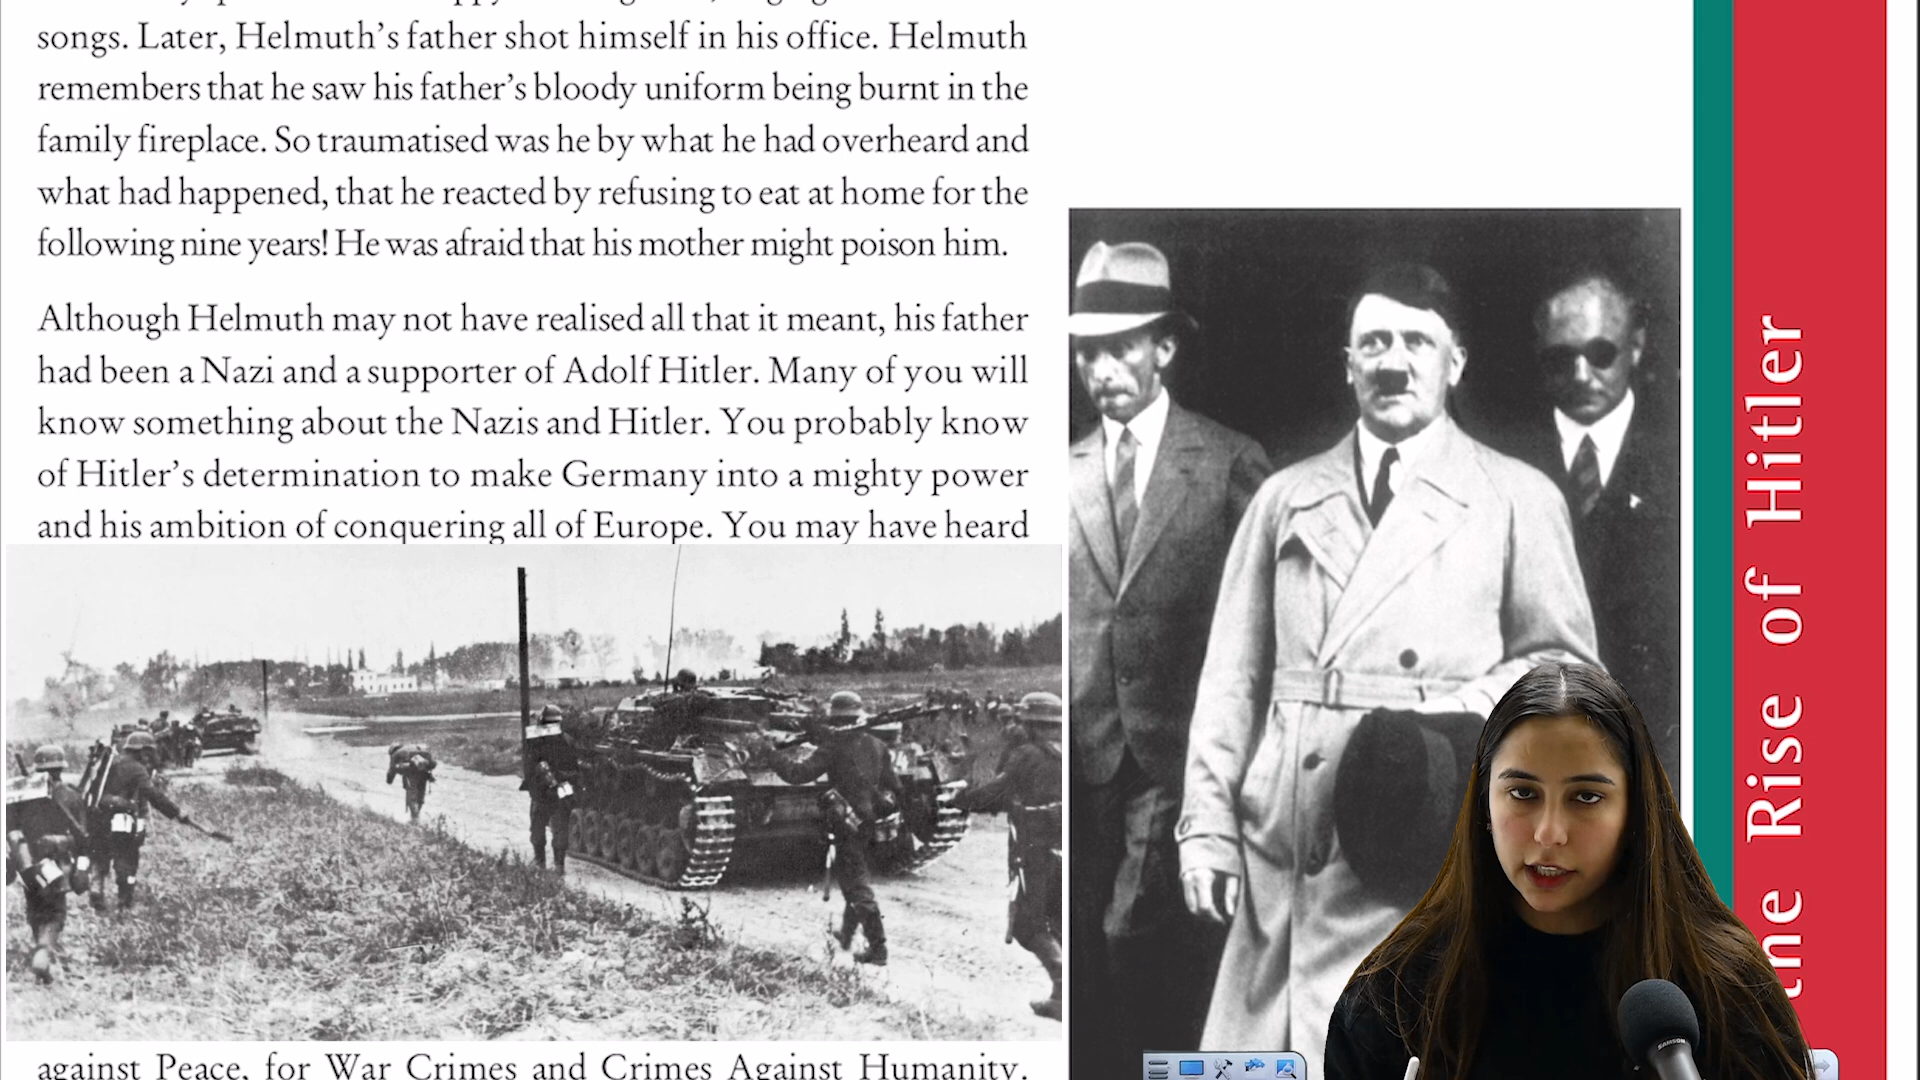 songs. Later, Helmuth's father shot himself in his office. Helmuth
remembers that he saw his father's bloody uniform being burnt in the
family fireplace. So traumatised was he by what he had overheard and
what had happened, that he reacted by refusing to eat at home for the
following nine years! He was afraid that his mother might poison him.
Although Helmuth may not have realised all that it meant, his father
had been a Nazi and a supporter of Adolf Hitler. Many of you will
know something about the Nazis and Hitler. You probably know
of Hitler's determination to make Germany into a mighty power
and his ambition of conquering all of Europe. You may have heard
against Peace, for War Crimes and Crimes Against Humanity.
the Rise of Hitler
SAMSON